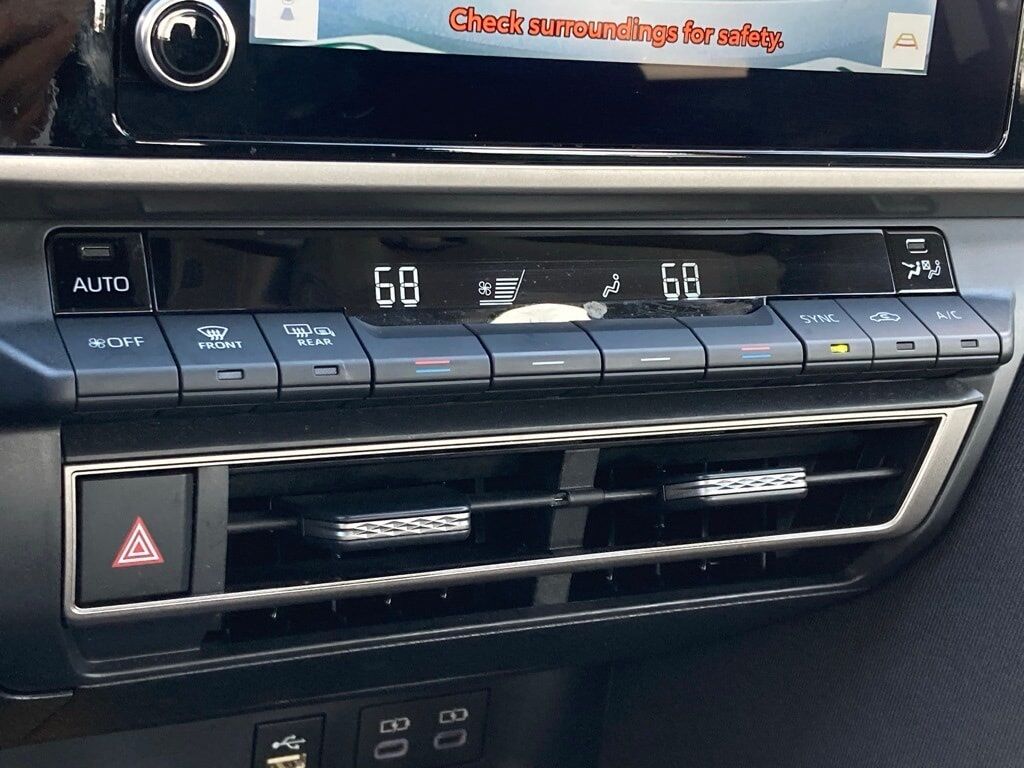 Check surroundings for safety.
AUTO
68
68
OFF
FRONT
REAR
SYNC
A/C